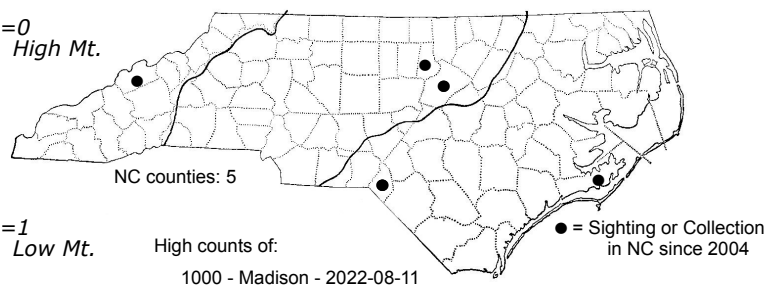 =0
High Mt.
NC counties: 5
=1
Low Mt.
High counts of:
1000 - Madison - 2022-08-11
● = Sighting or Collection
in NC since 2004